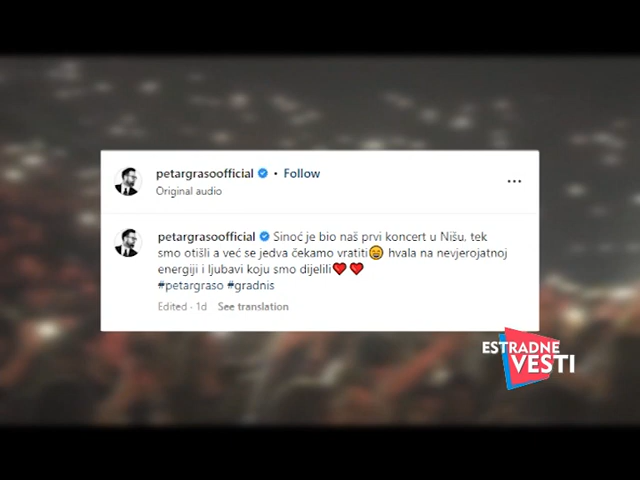 petargrasoofficial • Follow
Original audio
petargrasoofficial Sinoć je bio naš prvi koncert u Nišu, tek
smo otišli a već se jedva čekamo vratiti😄 hvala na nevjerojatnoj
energiji i ljubavi koju smo dijelili❤️❤️
#petargraso #gradnis
Edited · 1d See translation
ESTRADNE
VESTI